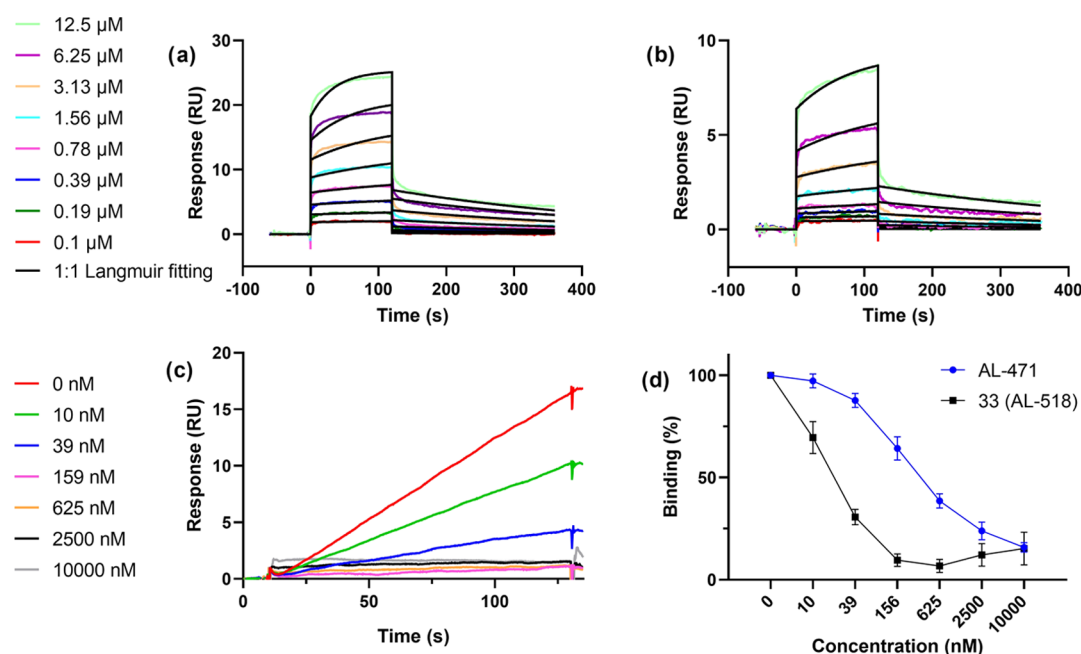 12.5 µM
6.25 µM
3.13 µM
1.56 µM
0.78 µM
0.39 µM
0.19 µM
0.1 µM
1:1 Langmuir fitting
(a)
Response (RU)
30
20
10
0
-10
-100 0 100 200 300 400
Time (s)
(b)
Response (RU)
10
5
0
-5
-100 0 100 200 300 400
Time (s)
0 nM
10 nM
39 nM
159 nM
625 nM
2500 nM
10000 nM
(c)
Response (RU)
20
15
10
5
0
0 50 100
Time (s)
(d)
AL-471
33 (AL-518)
Binding (%)
100
50
0
0 10 39 156 625 2500 10000
Concentration (nM)